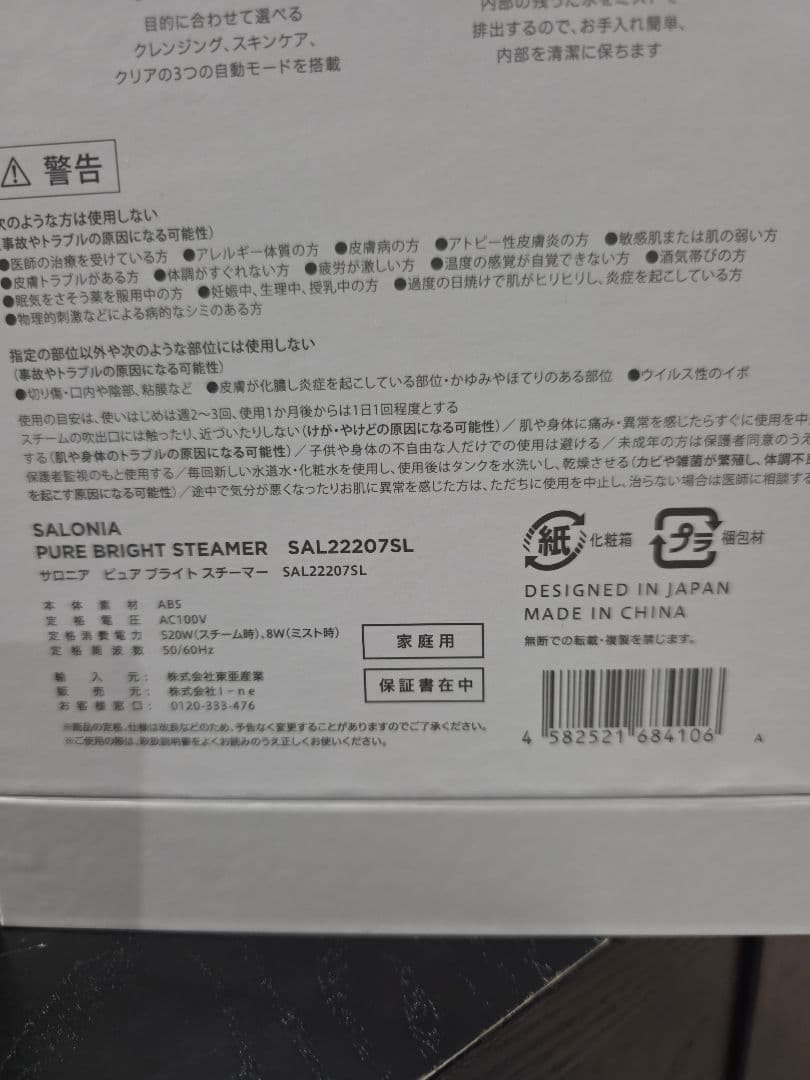 目的に合わせて選べる
クレンジング、スキンケア、
クリアの3つの自動モードを搭載
内部の残った水をミストで
排出するので、お手入れ簡単、
内部を清潔に保ちます
⚠ 警告
次のような方は使用しない
(事故やトラブルの原因になる可能性)
●医師の治療を受けている方 ●アレルギー体質の方 ●皮膚病の方 ●アトピー性皮膚炎の方 ●敏感肌または肌の弱い方
●皮膚トラブルがある方 ●体調がすぐれない方 ●疲労が激しい方 ●温度の感覚が自覚できない方 ●酒気帯びの方
●眠気をさそう薬を服用中の方 ●妊娠中、生理中、授乳中の方 ●過度の日焼けで肌がヒリヒリし、炎症を起こしている方
●物理的刺激などによる病的なシミのある方
指定の部位以外や次のような部位には使用しない
(事故やトラブルの原因になる可能性)
●切り傷・口内や陰部、粘膜など ●皮膚が化膿し炎症を起こしている部位・かゆみやほてりのある部位 ●ウイルス性のイボ
使用の目安は、使いはじめは週2〜3回、使用1か月後からは1日1回程度とする
スチームの吹出口には触ったり、近づいたりしない(けが・やけどの原因になる可能性)／肌や身体に痛み・異常を感じたらすぐに使用を中
する(肌や身体のトラブルの原因になる可能性)／子供や身体の不自由な人だけでの使用は避ける／未成年の方は保護者同意のうえ
保護者監視のもと使用する／毎回新しい水道水・化粧水を使用し、使用後はタンクを水洗いし、乾燥させる(カビや雑菌が繁殖し、体調不良
を起こす原因になる可能性)／途中で気分が悪くなったりお肌に異常を感じた方は、ただちに使用を中止し、治らない場合は医師に相談する
SALONIA
PURE BRIGHT STEAMER SAL22207SL
サロニア ピュア ブライト スチーマー SAL22207SL
本体素材 ABS
定格電圧 AC100V
定格消費電力 520W(スチーム時)、8W(ミスト時)
定格周波数 50/60Hz
輸入元: 株式会社東亜産業
販売元: 株式会社I-ne
お客様窓口: 0120-333-476
家庭用
保証書在中
※商品の定格、仕様は改良などのため、予告なく変更することがありますのでご了承ください。
※ご使用の際は、取扱説明書をよくお読みのうえ正しくお使いください。
紙 化粧箱 プラ 梱包材
DESIGNED IN JAPAN
MADE IN CHINA
無断での転載・複製を禁じます。
4 582521 684106 A